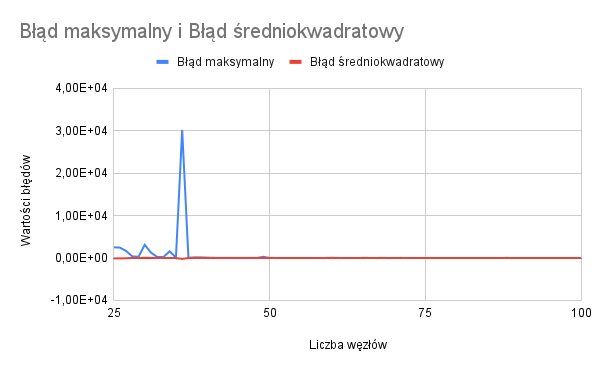 Błąd maksymalny i Błąd średniokwadratowy
Błąd maksymalny
Błąd średniokwadratowy
4,00E+04
3,00E+04
2,00E+04
1,00E+04
0,00E+00
-1,00E+04
Wartości błędów
25
50
75
100
Liczba węzłów